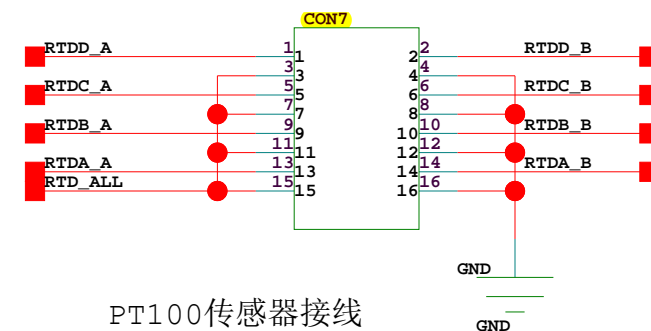 CON7
RTDD_A 1 1 2 2 RTDD_B
3 3 4 4
RTDC_A 5 5 6 6 RTDC_B
7 7 8 8
RTDB_A 9 9 10 10 RTDB_B
11 11 12 12
RTDA_A 13 13 14 14 RTDA_B
RTD_ALL 15 15 16 16
GND
PT100传感器接线
GND